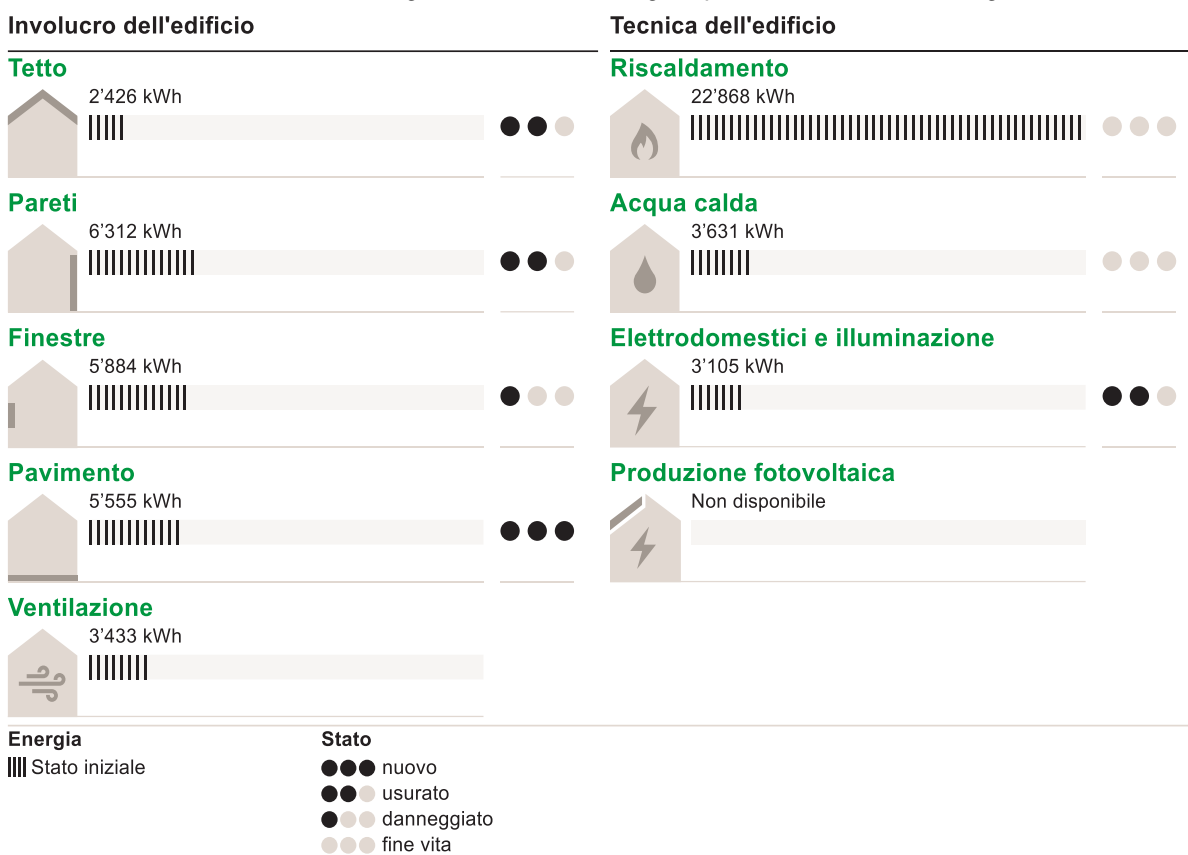 Involucro dell'edificio
Tetto
2’426 kWh
Pareti
6’312 kWh
Finestre
5’884 kWh
Pavimento
5’555 kWh
Ventilazione
3’433 kWh
Tecnica dell'edificio
Riscaldamento
22’868 kWh
Acqua calda
3’631 kWh
Elettrodomestici e illuminazione
3’105 kWh
Produzione fotovoltaica
Non disponibile
Energia
Stato iniziale
Stato
nuovo
usurato
danneggiato
fine vita